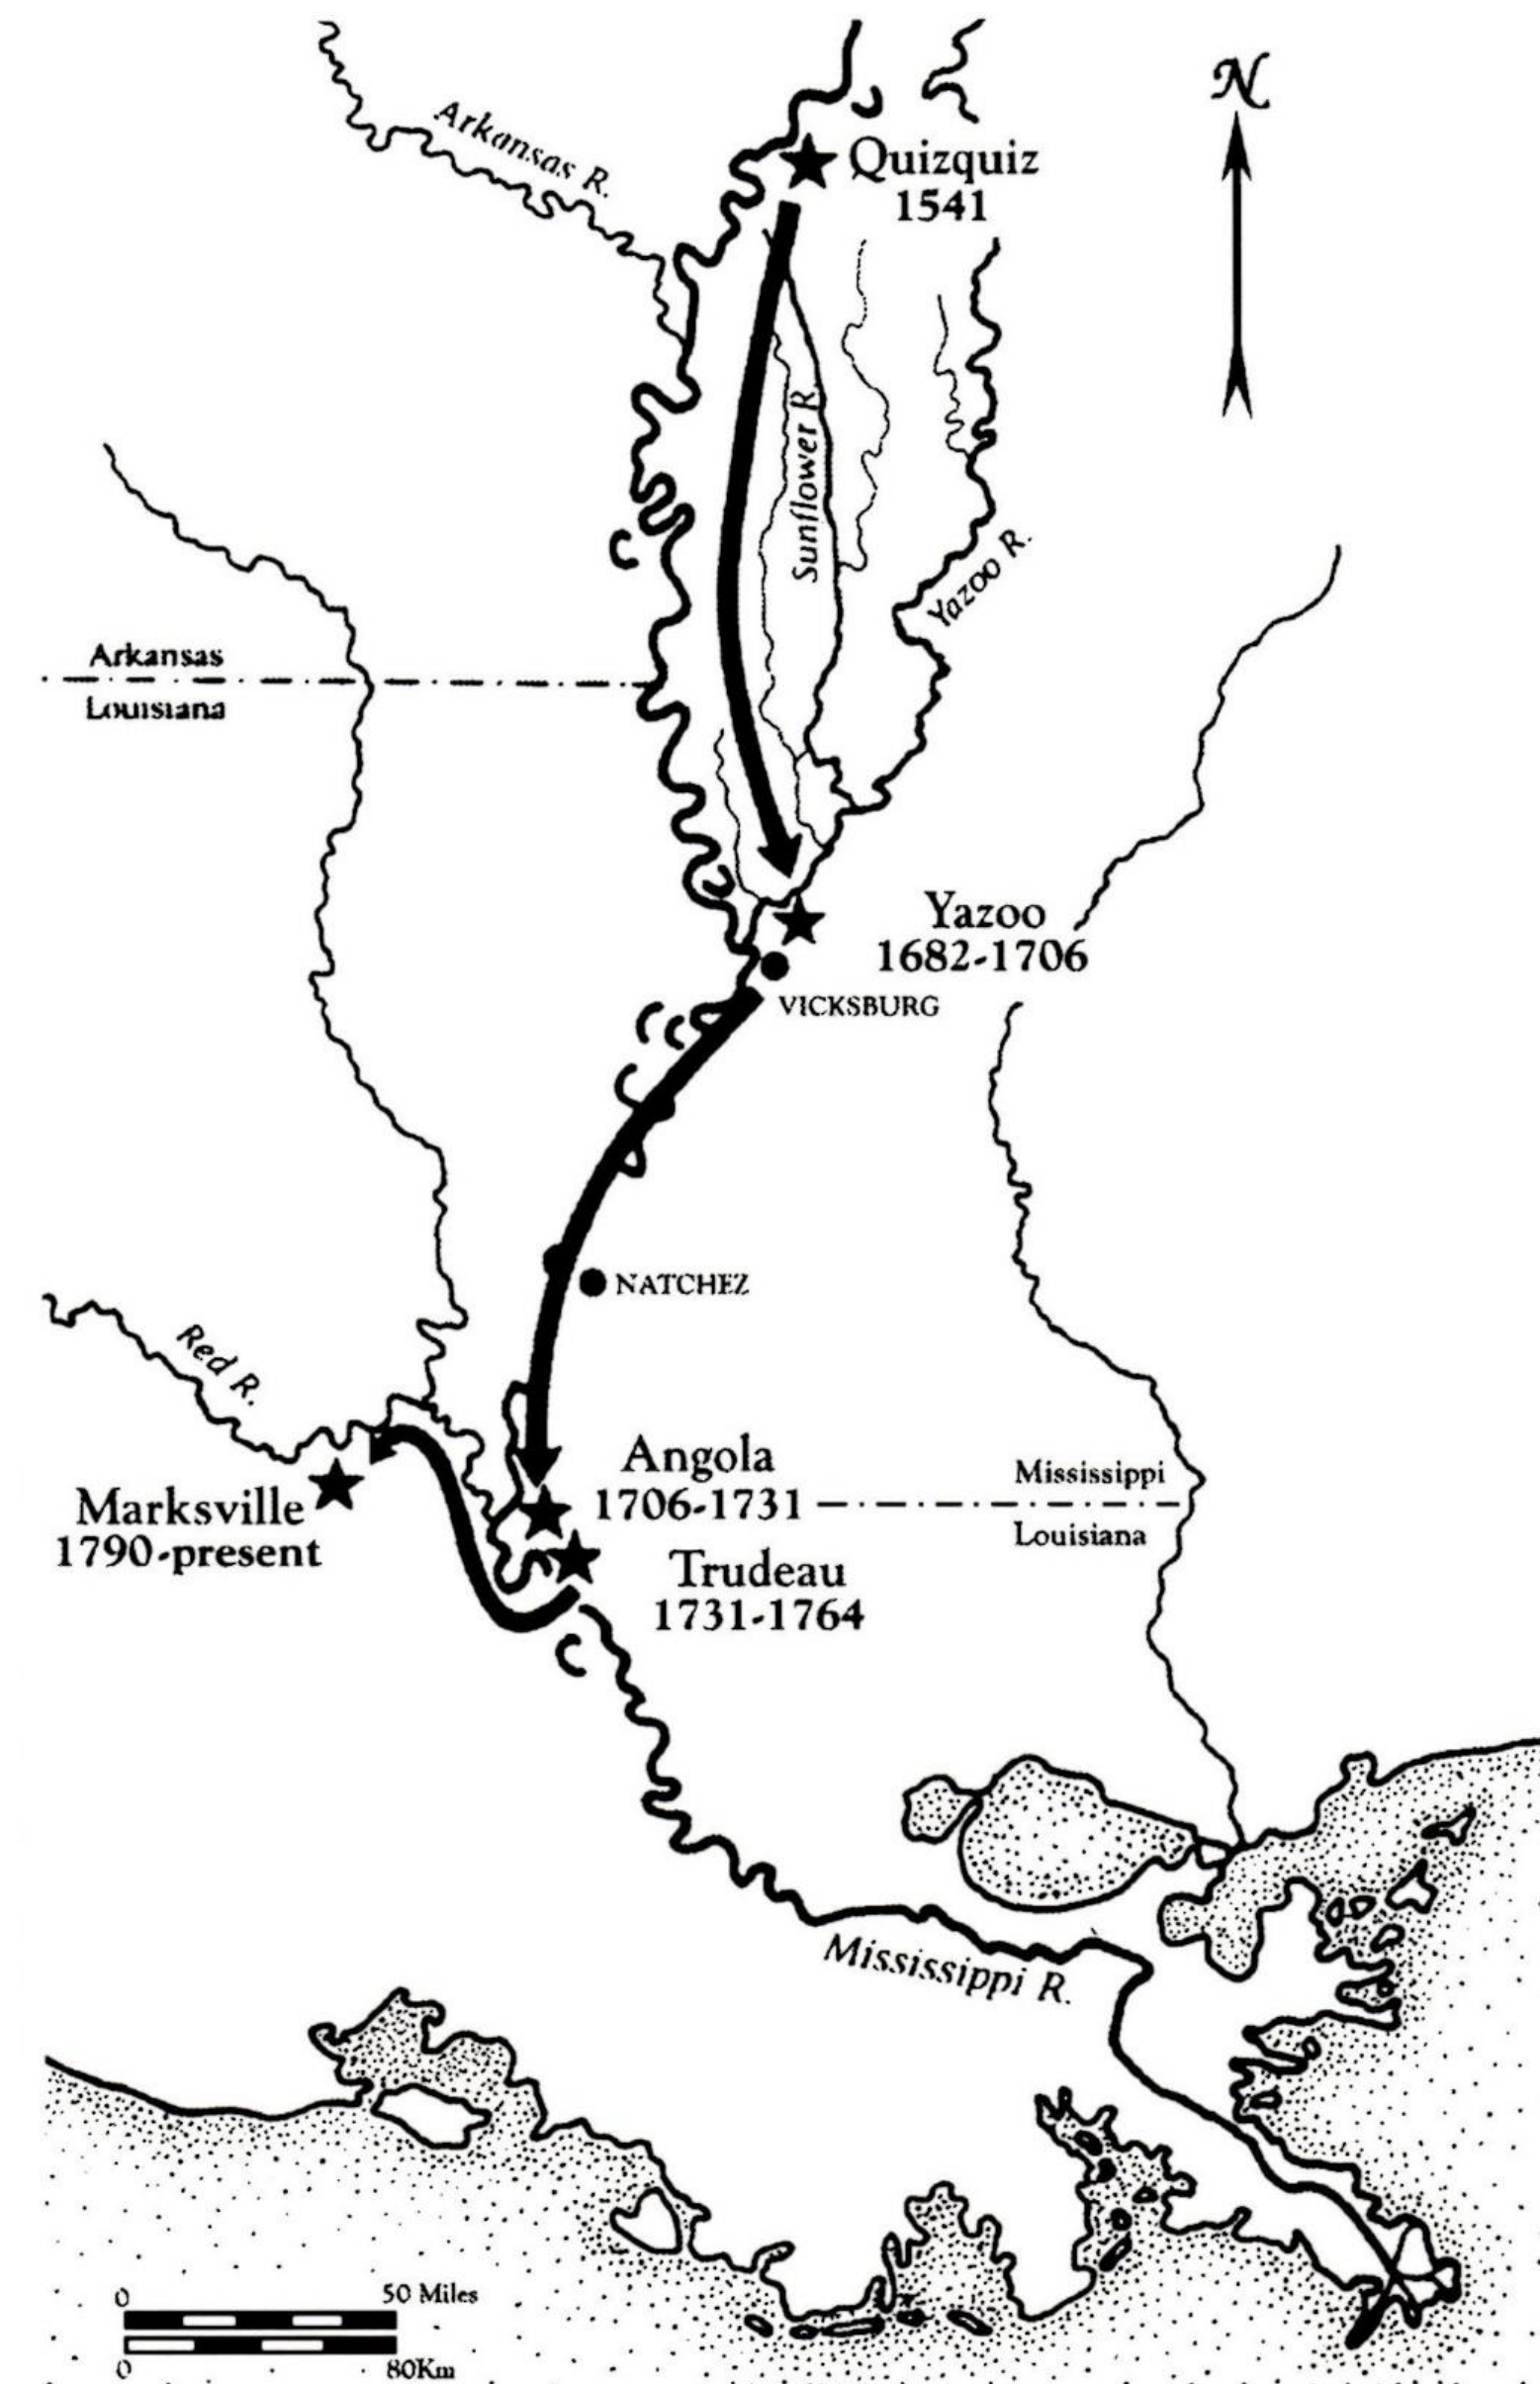 N
Arkansas R.
Quizquiz
1541
Sunflower R.
Yazoo R.
Arkansas
Louisiana
Yazoo
1682-1706
VICKSBURG
NATCHEZ
Red R.
Angola
1706-1731
Mississippi
Louisiana
Marksville
1790-present
Trudeau
1731-1764
Mississippi R.
0 50 Miles
0 80Km